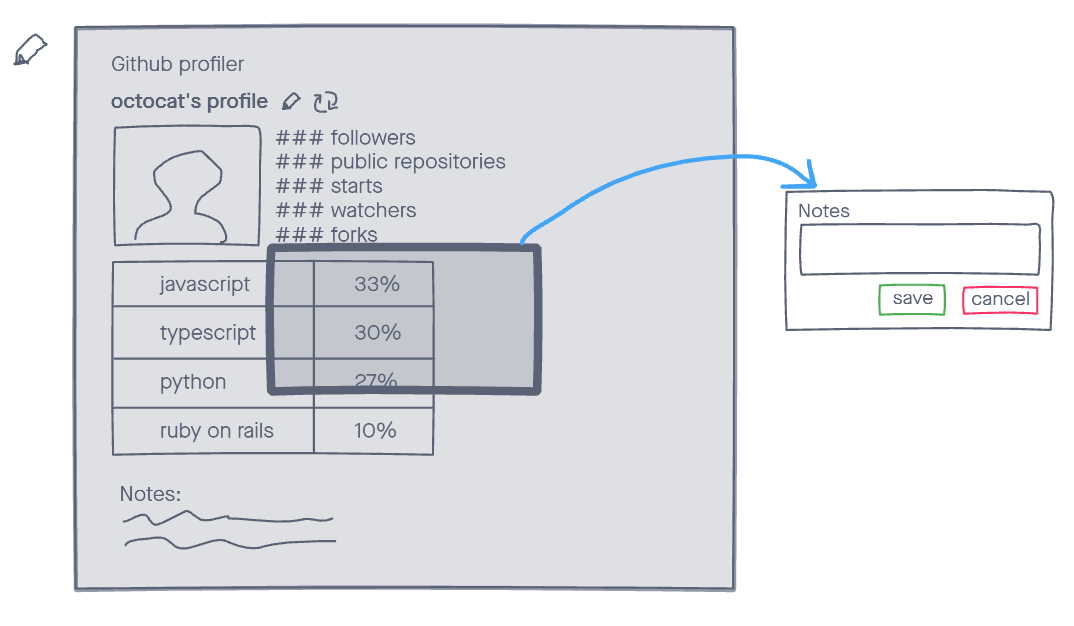 Github profiler
octocat's profile
### followers
### public repositories
### starts
### watchers
### forks
javascript 33%
typescript 30%
python 27%
ruby on rails 10%
Notes:
Notes
save cancel